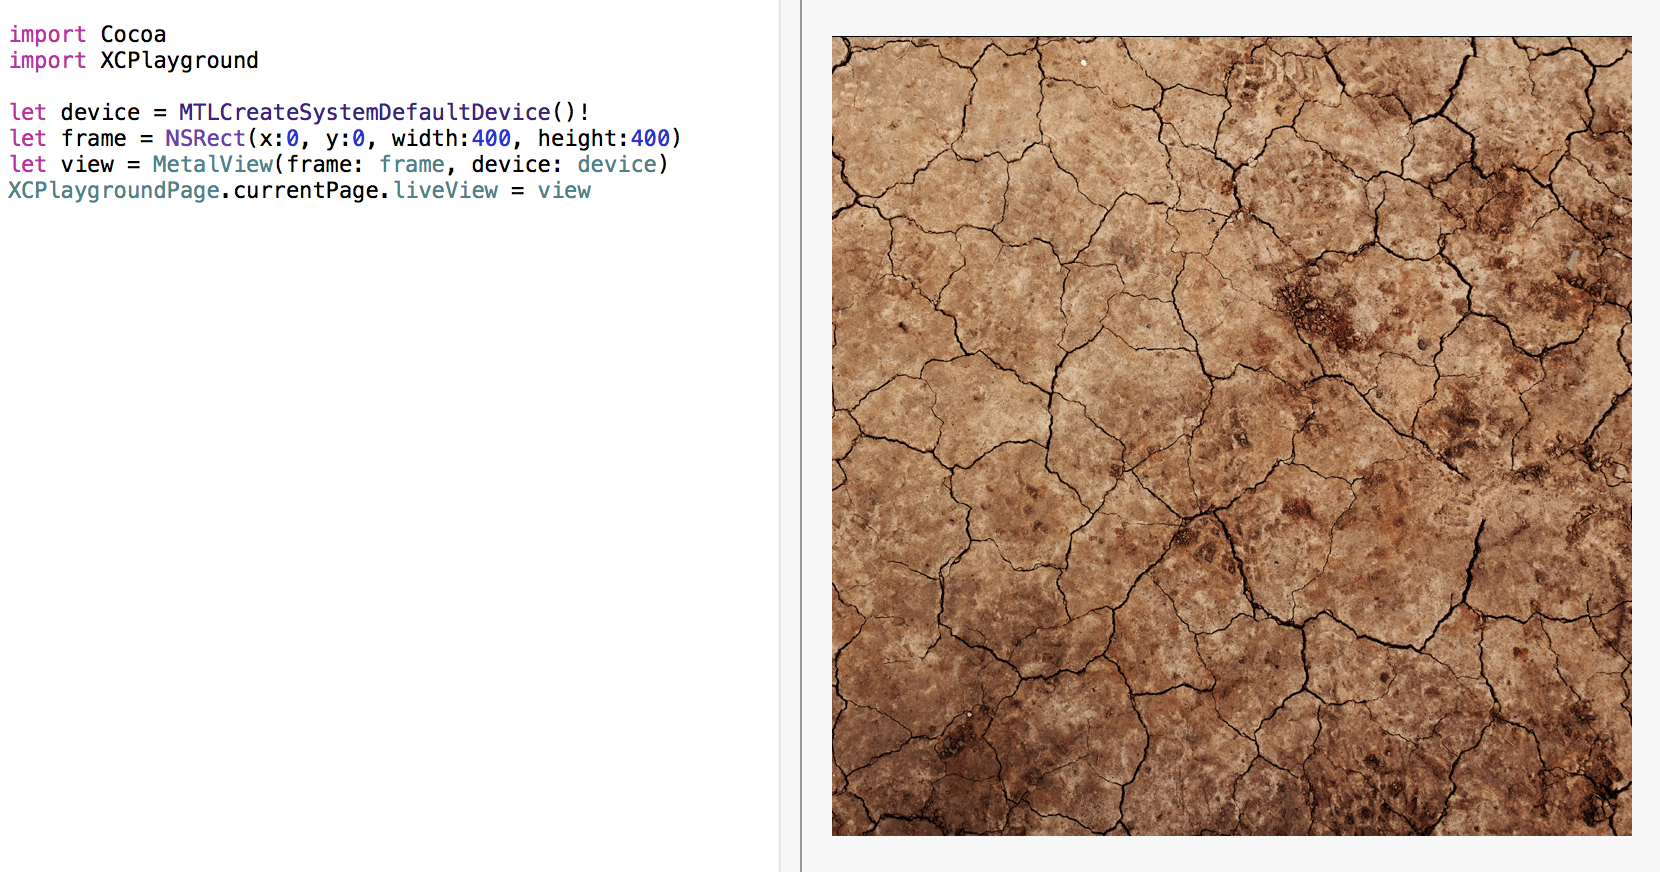 import Cocoa
import XCPlayground
let device = MTLCreateSystemDefaultDevice()!
let frame = NSRect(x:0, y:0, width:400, height:400)
let view = MetalView(frame: frame, device: device)
XCPlaygroundPage.currentPage.liveView = view